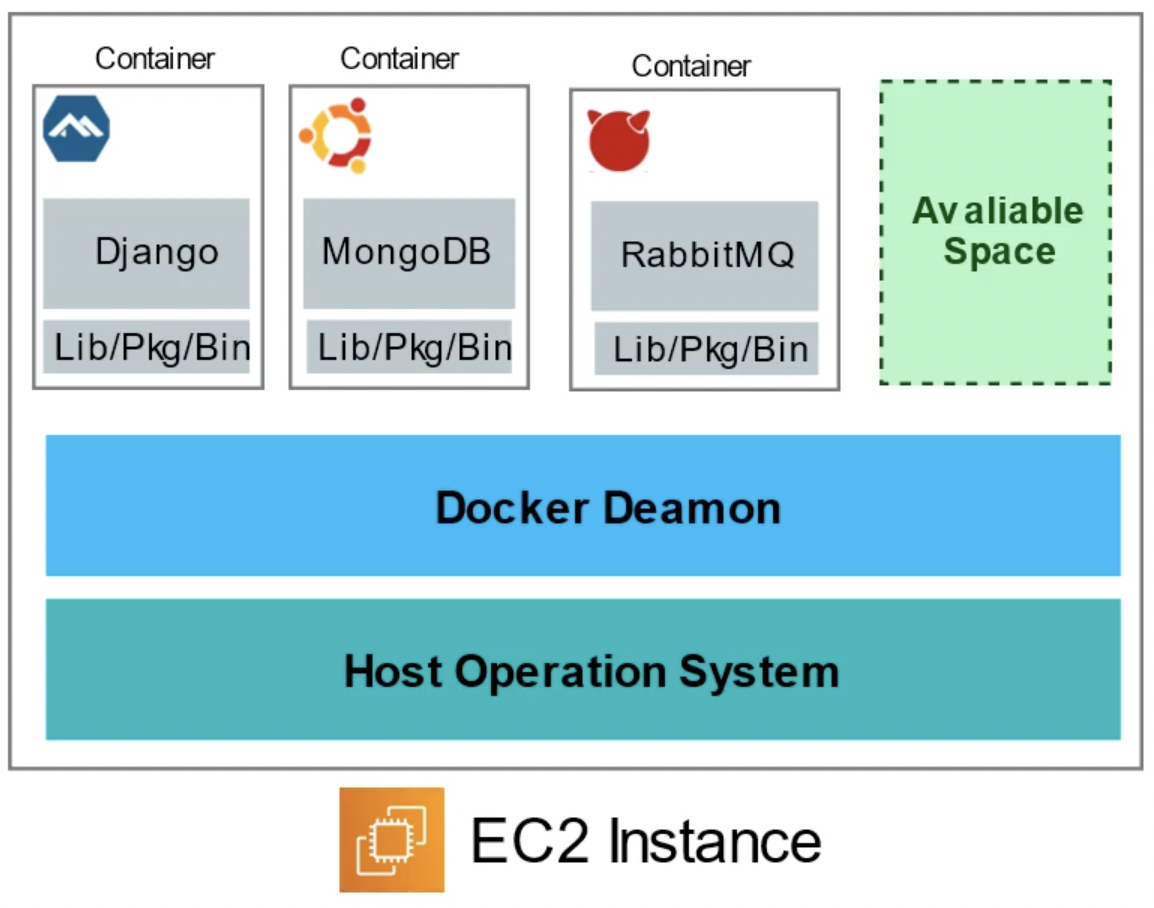 Container
Container
Container
Django
MongoDB
RabbitMQ
Avaliable
Space
Lib/Pkg/Bin
Lib/Pkg/Bin
Lib/Pkg/Bin
Docker Deamon
Host Operation System
EC2 Instance